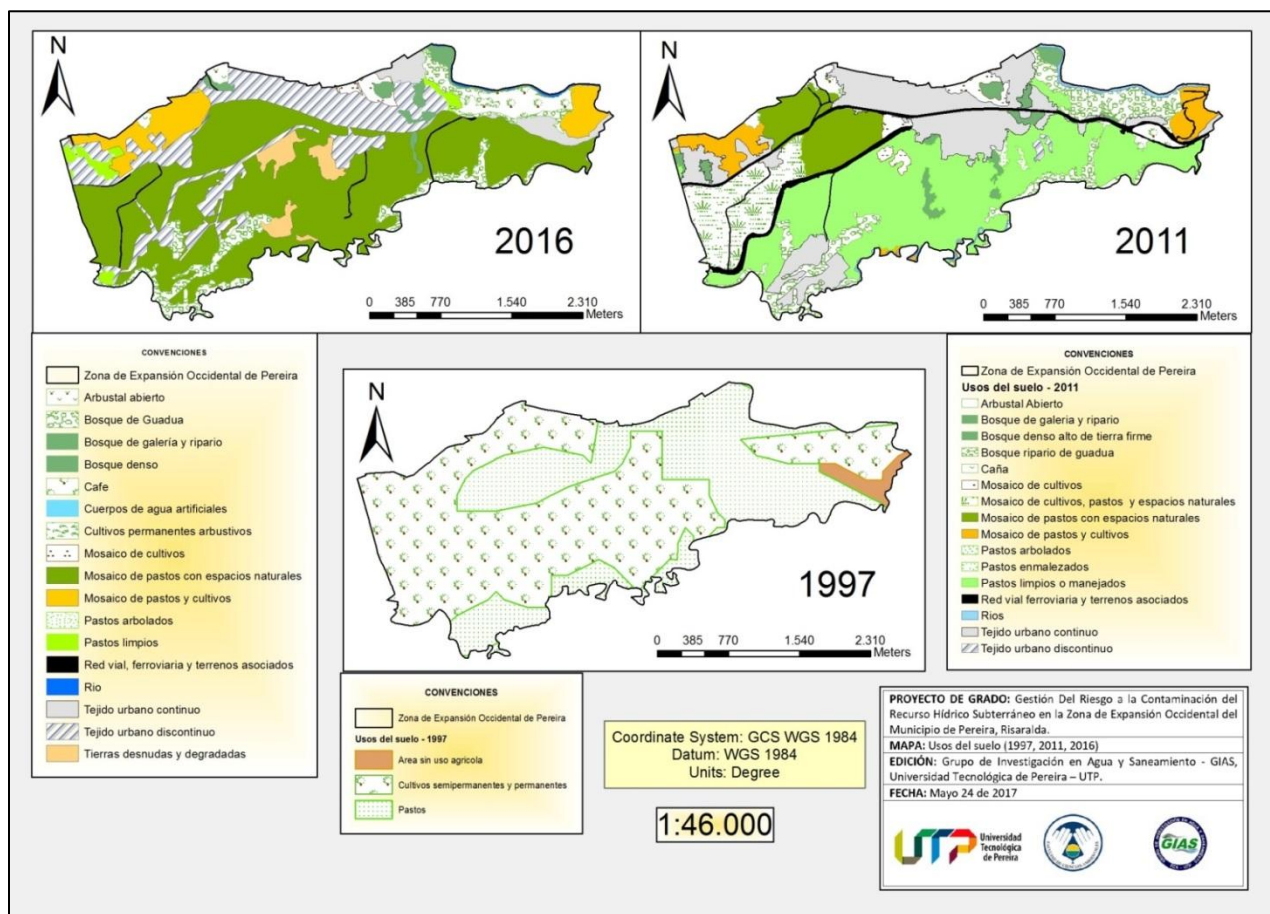 N
2016
0 385 770 1.540 2.310
Meters
N
2011
0 385 770 1.540 2.310
Meters
CONVENCIONES
Zona de Expansión Occidental de Pereira
Arbustal abierto
Bosque de Guadua
Bosque de galería y ripario
Bosque denso
Cafe
Cuerpos de agua artificiales
Cultivos permanentes arbustivos
Mosaico de cultivos
Mosaico de pastos con espacios naturales
Mosaico de pastos y cultivos
Pastos arbolados
Pastos limpios
Red vial, ferroviaria y terrenos asociados
Rio
Tejido urbano continuo
Tejido urbano discontinuo
Tierras desnudas y degradadas
N
1997
0 385 770 1.540 2.310
Meters
CONVENCIONES
Zona de Expansión Occidental de Pereira
Usos del suelo - 1997
Area sin uso agricola
Cultivos semipermanentes y permanentes
Pastos
CONVENCIONES
Zona de Expansión Occidental de Pereira
Usos del suelo - 2011
Arbustal Abierto
Bosque de galeria y ripario
Bosque denso alto de tierra firme
Bosque ripario de guadua
Caña
Mosaico de cultivos
Mosaico de cultivos, pastos y espacios naturales
Mosaico de pastos con espacios naturales
Mosaico de pastos y cultivos
Pastos arbolados
Pastos enmalezados
Pastos limpios o manejados
Red vial ferroviaria y terrenos asociados
Rios
Tejido urbano continuo
Tejido urbano discontinuo
Coordinate System: GCS WGS 1984
Datum: WGS 1984
Units: Degree
1:46.000
PROYECTO DE GRADO: Gestión Del Riesgo a la Contaminación del
Recurso Hídrico Subterráneo en la Zona de Expansión Occidental del
Municipio de Pereira, Risaralda.
MAPA: Usos del suelo (1997, 2011, 2016)
EDICIÓN: Grupo de Investigación en Agua y Saneamiento - GIAS,
Universidad Tecnológica de Pereira – UTP.
FECHA: Mayo 24 de 2017
UTP
Universidad
Tecnológica
de Pereira
GIAS